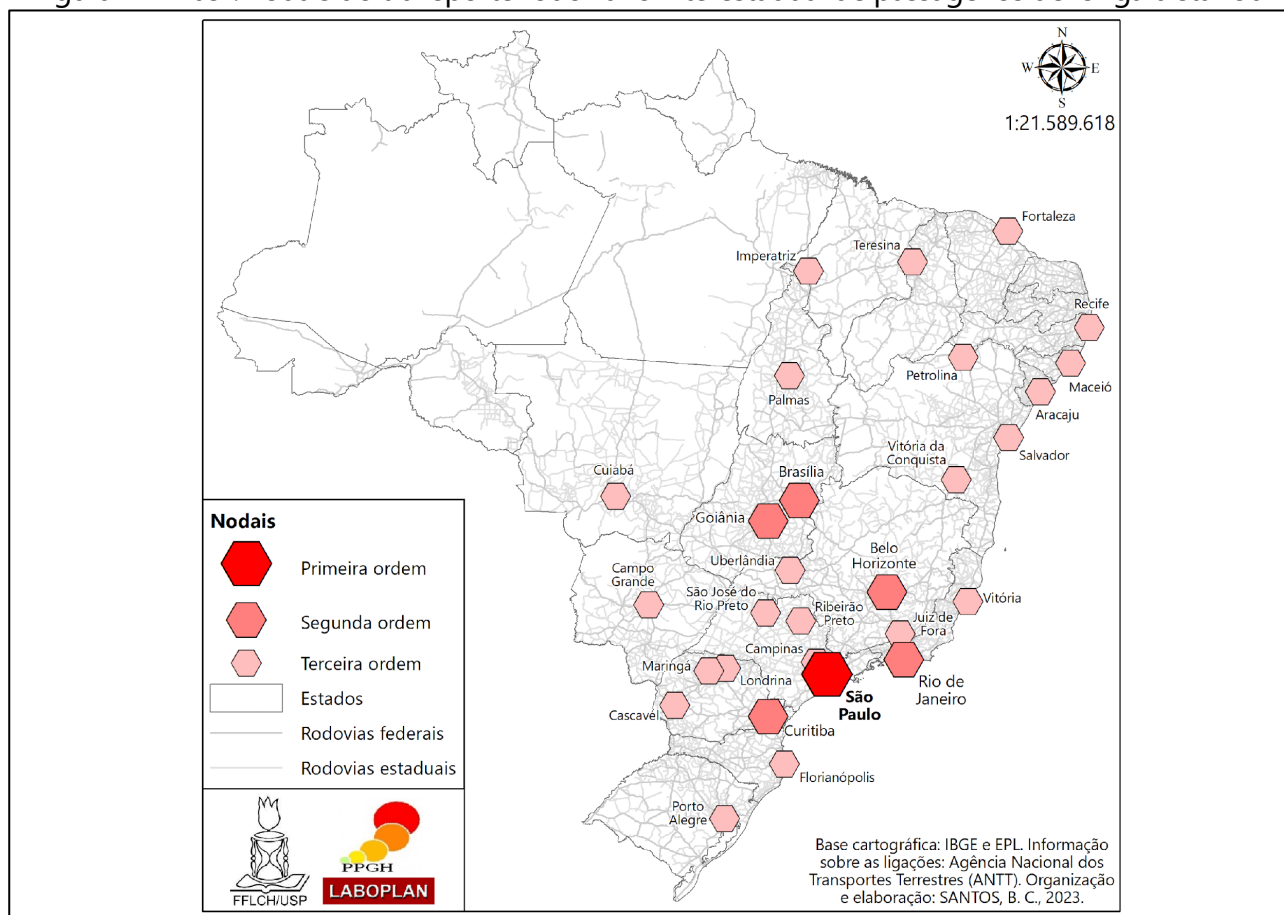 N
W E
S
1:21.589.618
Fortaleza
Teresina
Imperatriz
Recife
Petrolina
Maceió
Palmas
Aracaju
Vitória da
Conquista
Salvador
Cuiabá
Brasília
Goiânia
Belo
Horizonte
Uberlândia
Campo
Grande
São José do
Rio Preto
Ribeirão
Preto
Vitória
Juiz de
Fora
Campinas
Maringá
Londrina
São
Paulo
Rio de
Janeiro
Cascavel
Curitiba
Florianópolis
Porto
Alegre
Nodais
Primeira ordem
Segunda ordem
Terceira ordem
Estados
Rodovias federais
Rodovias estaduais
FFLCH/USP
PPGH
LABOPLAN
Base cartográfica: IBGE e EPL. Informação
sobre as ligações: Agência Nacional dos
Transportes Terrestres (ANTT). Organização
e elaboração: SANTOS, B. C., 2023.